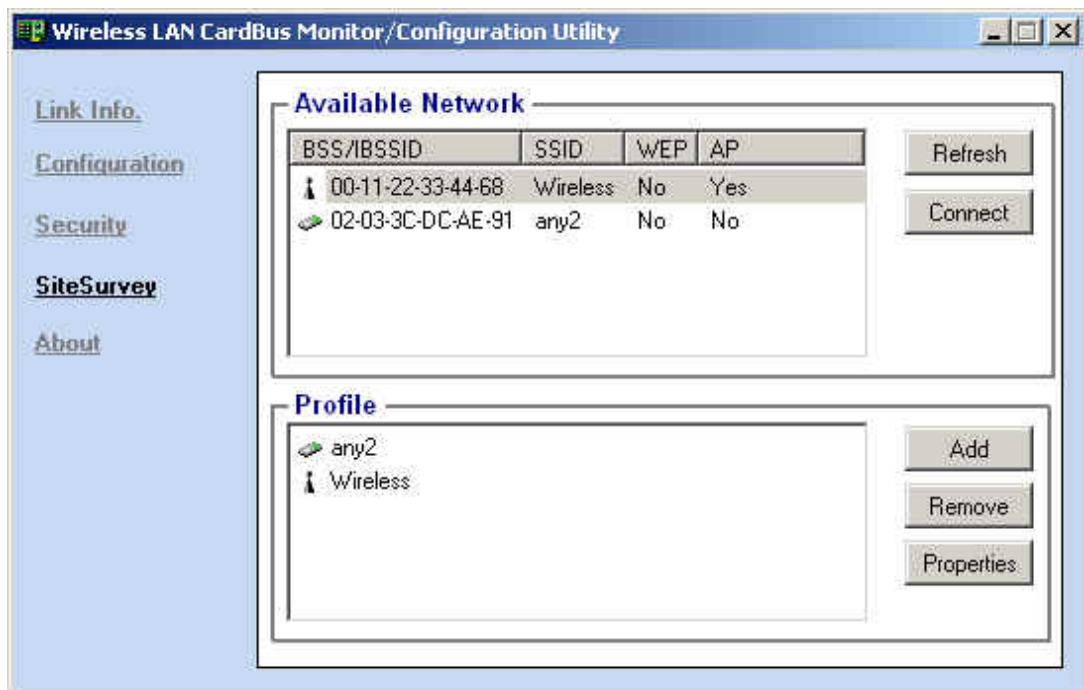 Wireless LAN CardBus Monitor/Configuration Utility
Link Info.
Configuration
Security
SiteSurvey
About
Available Network
BSS/IBSSID SSID WEP AP
00-11-22-33-44-68 Wireless No Yes
02-03-3C-DC-AE-91 any2 No No
Refresh
Connect
Profile
any2
Wireless
Add
Remove
Properties